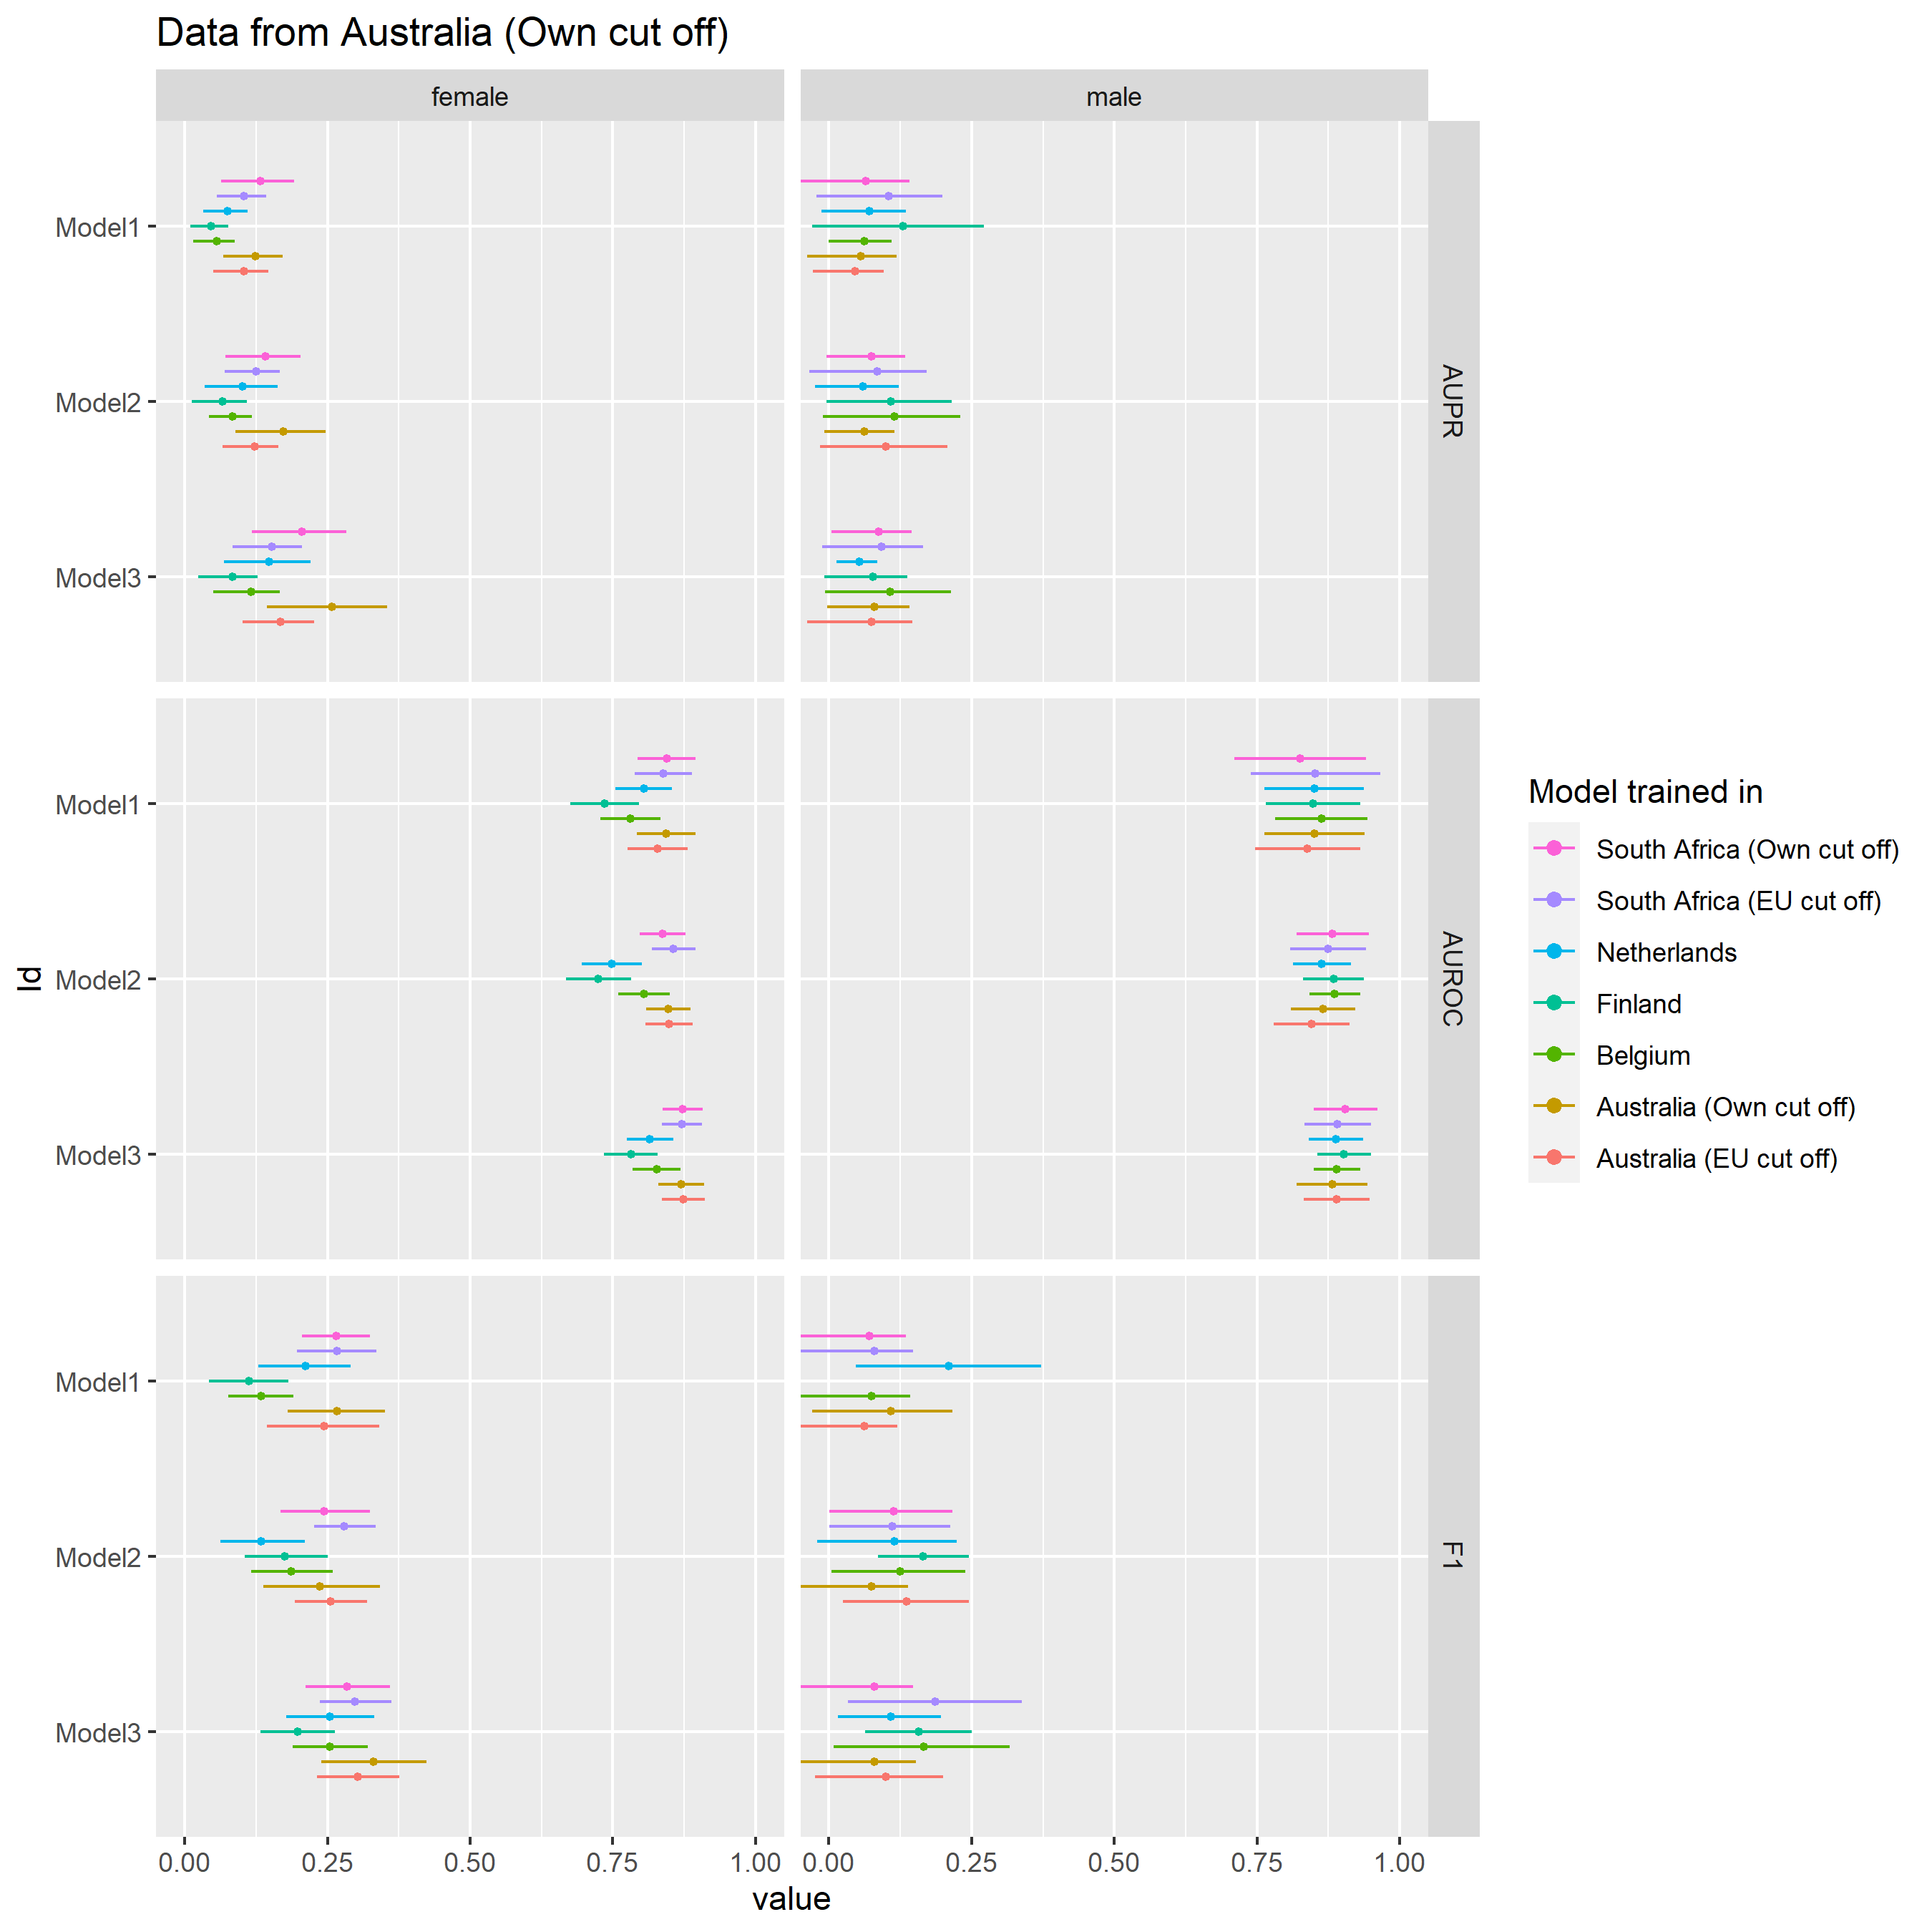 Data from Australia (Own cut off)
female
male
Model1
Model2
Model3
AUPR
Model1
Model2
Model3
AUROC
Model1
Model2
Model3
F1
Id
0.00 0.25 0.50 0.75 1.00 0.00 0.25 0.50 0.75 1.00
value
Model trained in
South Africa (Own cut off)
South Africa (EU cut off)
Netherlands
Finland
Belgium
Australia (Own cut off)
Australia (EU cut off)